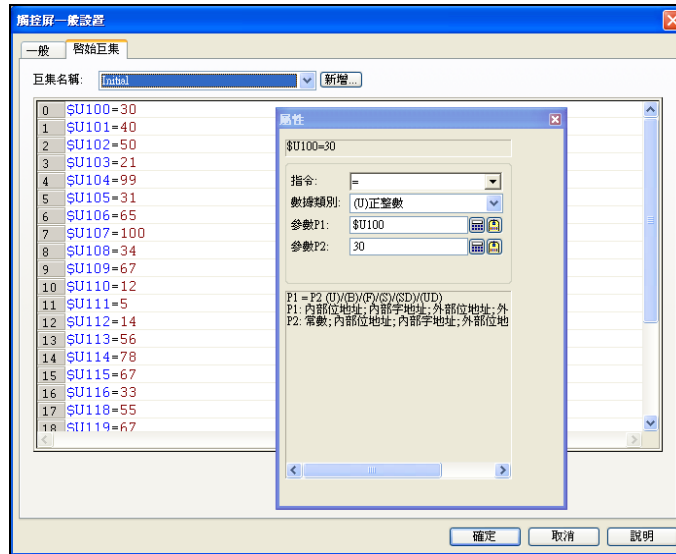 觸控屏一般設置
一般 啓始巨集
巨集名稱: Initial 新增...
0 $U100=30
1 $U101=40
2 $U102=50
3 $U103=21
4 $U104=99
5 $U105=31
6 $U106=65
7 $U107=100
8 $U108=34
9 $U109=67
10 $U110=12
11 $U111=5
12 $U112=14
13 $U113=56
14 $U114=78
15 $U115=67
16 $U116=33
17 $U118=55
18 $U119=67
屬性
$U100=30
指令: =
數據類別: (U)正整數
參數P1: $U100
參數P2: 30
P1 = P2 (U)/(B)/(F)/(S)/(SD)/(UD)
P1: 內部位地址; 內部字地址; 外部位地址; 外
P2: 常數; 內部位地址; 內部字地址; 外部位地
確定 取消 說明